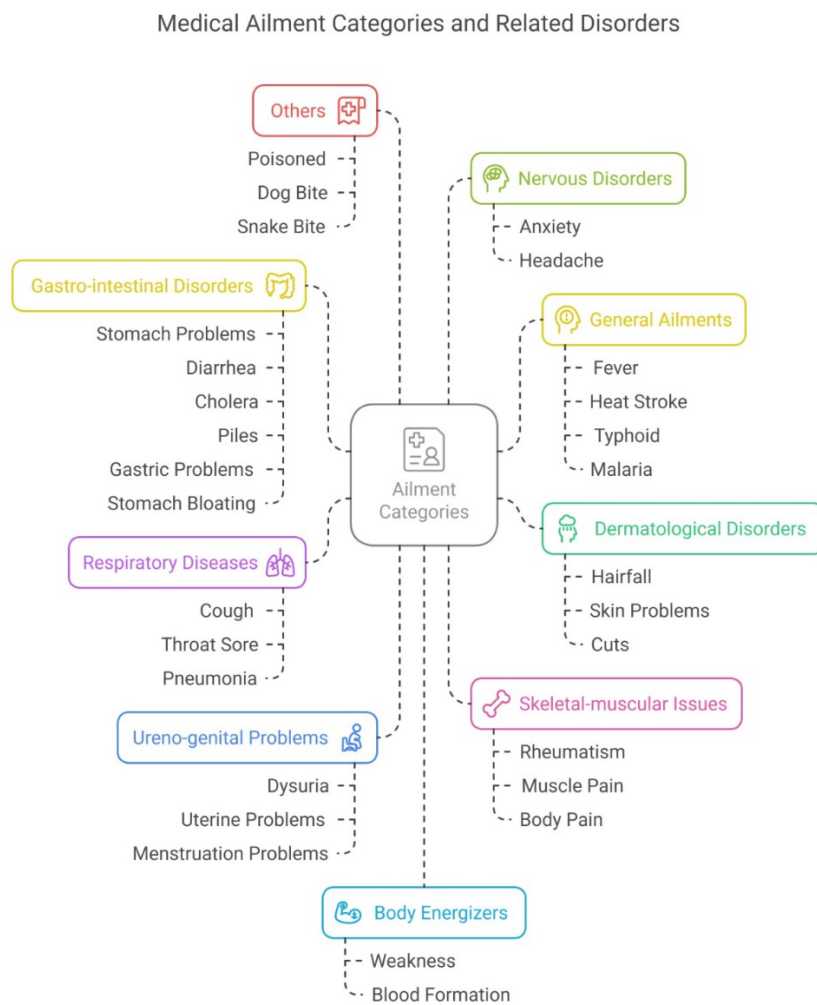 Medical Ailment Categories and Related Disorders
Others
Poisoned
Dog Bite
Snake Bite
Nervous Disorders
Anxiety
Headache
Gastro-intestinal Disorders
Stomach Problems
Diarrhea
Cholera
Piles
Gastric Problems
Stomach Bloating
General Ailments
Fever
Heat Stroke
Typhoid
Malaria
Ailment
Categories
Respiratory Diseases
Cough
Throat Sore
Pneumonia
Dermatological Disorders
Hairfall
Skin Problems
Cuts
Ureno-genital Problems
Dysuria
Uterine Problems
Menstruation Problems
Skeletal-muscular Issues
Rheumatism
Muscle Pain
Body Pain
Body Energizers
Weakness
Blood Formation